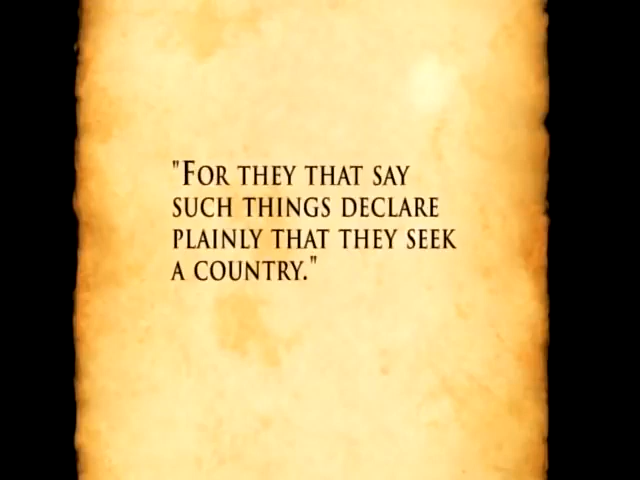 "For they that say
such things declare
plainly that they seek
a country."